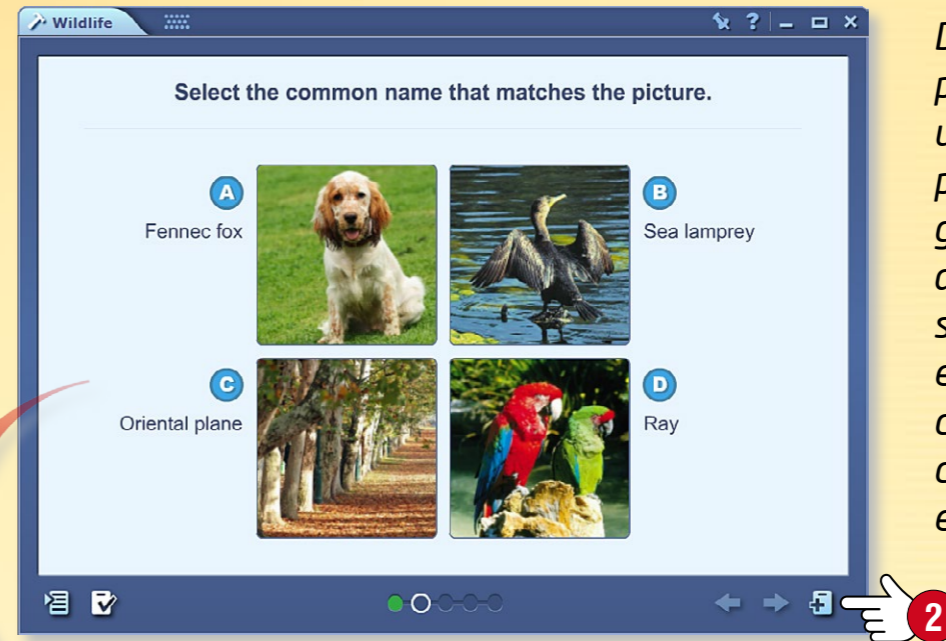 Wildlife
Select the common name that matches the picture.
A
Fennec fox
B
Sea lamprey
C
Oriental plane
D
Ray
2